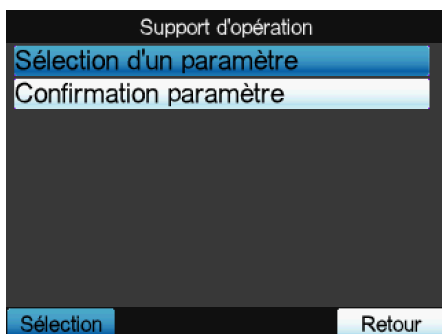 Support d'opération
Sélection d'un paramètre
Confirmation paramètre
Sélection
Retour